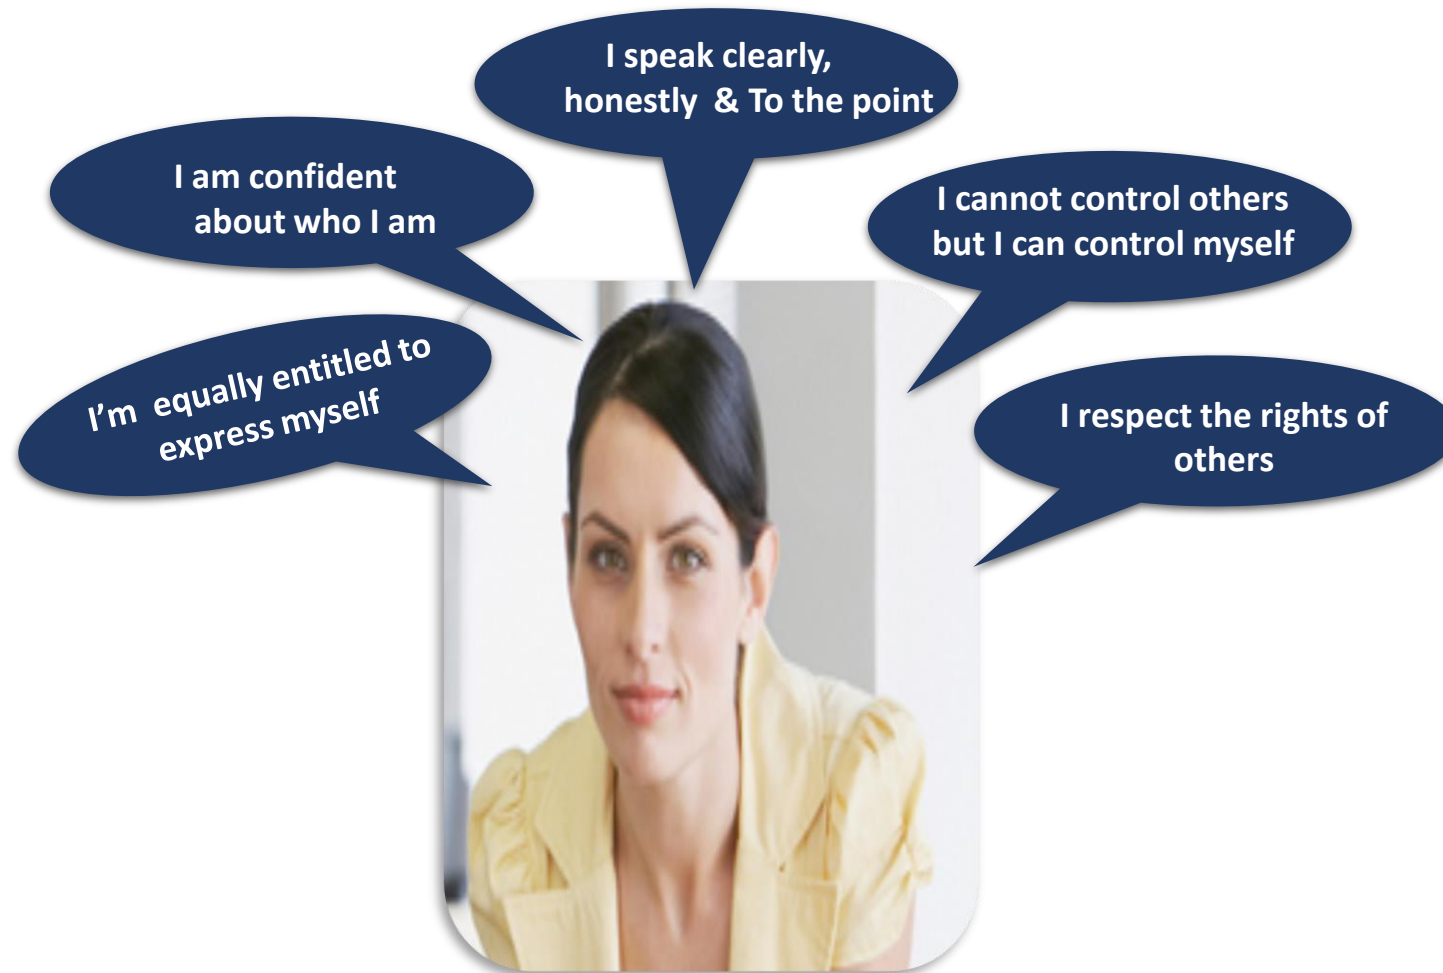 I speak clearly,
honestly & To the point
I am confident
about who I am
I cannot control others
but I can control myself
I'm equally entitled to
express myself
I respect the rights of
others